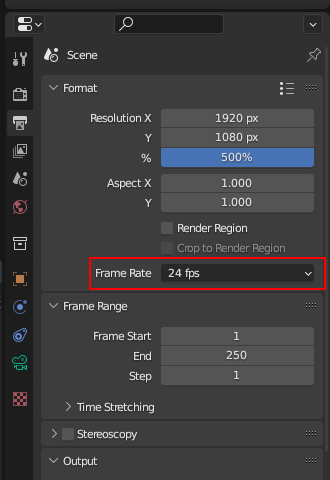 Scene
Format
Resolution X 1920 px
Y 1080 px
% 500%
Aspect X 1.000
Y 1.000
Render Region
Crop to Render Region
Frame Rate 24 fps
Frame Range
Frame Start 1
End 250
Step 1
Time Stretching
Stereoscopy
Output